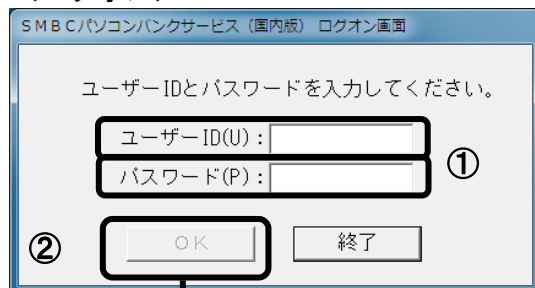 SMBCパソコンバンクサービス（国内版） ログオン画面
ユーザーIDとパスワードを入力してください。
ユーザーID(U)：
パスワード(P)：
①
②
OK
終了